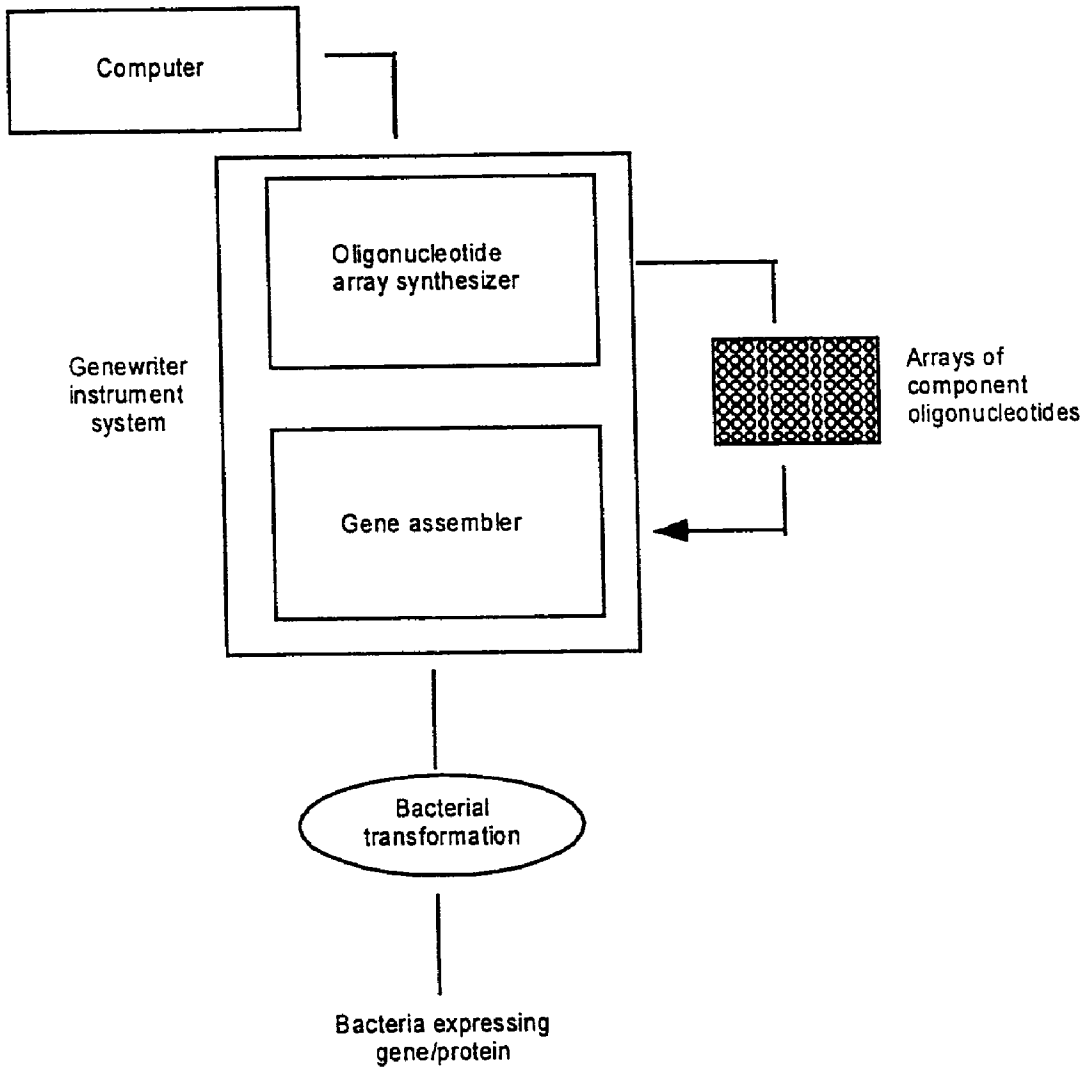 Computer
Oligonucleotide
array synthesizer
Genewriter
instrument
system
Arrays of
component
oligonucleotides
Gene assembler
Bacterial
transformation
Bacteria expressing
gene/protein